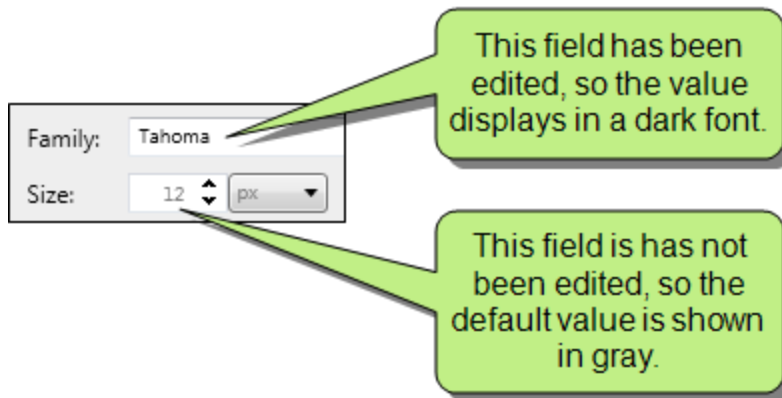 This field has been
edited, so the value
displays in a dark font.
Family: Tahoma
Size: 12 px
This field is has not
been edited, so the
default value is shown
in gray.